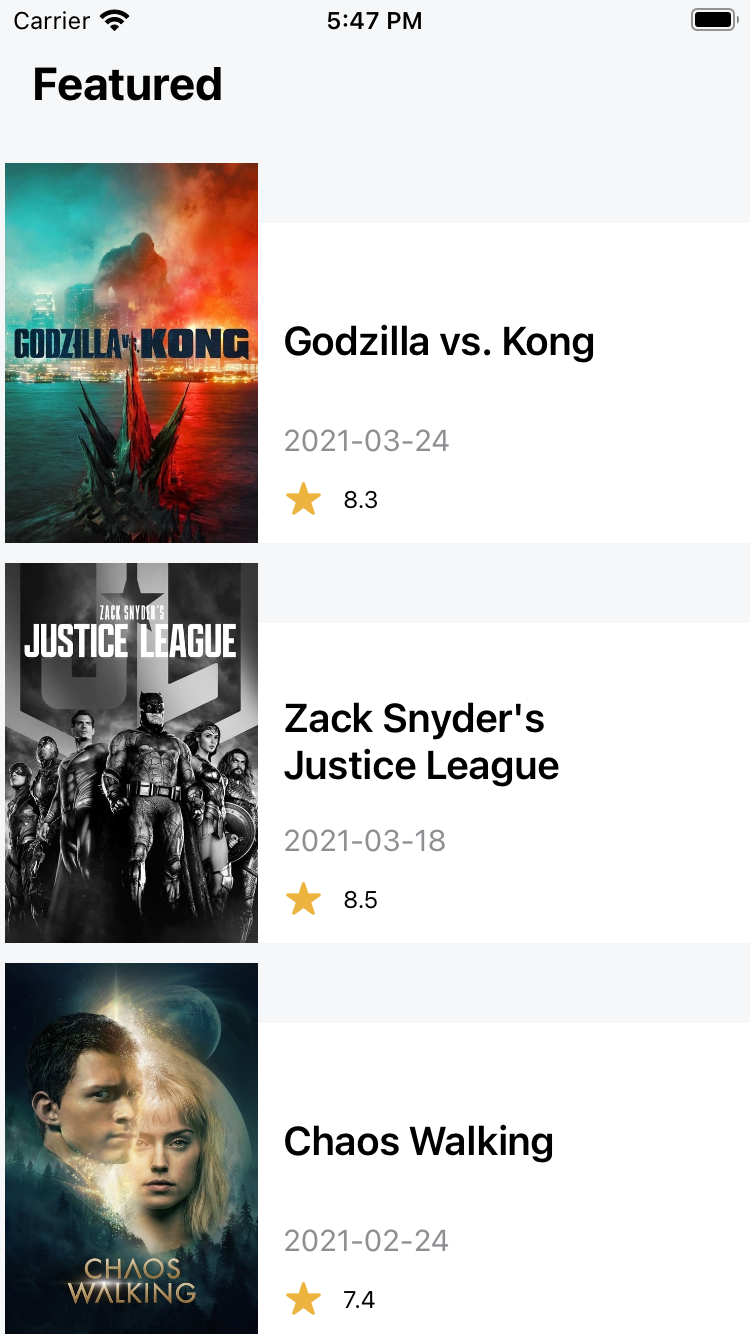 Carrier 5:47 PM
Featured
GODZILLA VS. KONG
Godzilla vs. Kong
2021-03-24
8.3
ZACK SNYDER'S
JUSTICE LEAGUE
Zack Snyder's
Justice League
2021-03-18
8.5
CHAOS
WALKING
Chaos Walking
2021-02-24
7.4